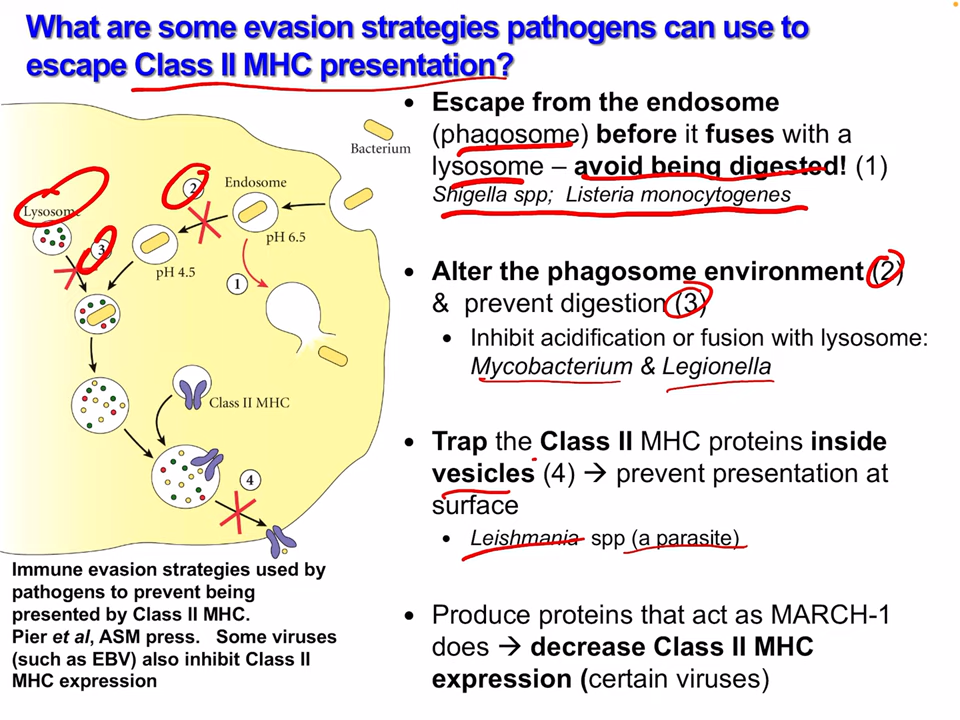 What are some evasion strategies pathogens can use to
escape Class II MHC presentation?
Bacterium
Lysosome
2
Endosome
3
pH 6.5
pH 4.5
1
Class II MHC
4
Immune evasion strategies used by
pathogens to prevent being
presented by Class II MHC.
Pier et al, ASM press. Some viruses
(such as EBV) also inhibit Class II
MHC expression
• Escape from the endosome
(phagosome) before it fuses with a
lysosome – avoid being digested! (1)
Shigella spp; Listeria monocytogenes
• Alter the phagosome environment (2)
& prevent digestion (3)
• Inhibit acidification or fusion with lysosome:
Mycobacterium & Legionella
• Trap the Class II MHC proteins inside
vesicles (4) → prevent presentation at
surface
• Leishmania spp (a parasite)
• Produce proteins that act as MARCH-1
does → decrease Class II MHC
expression (certain viruses)